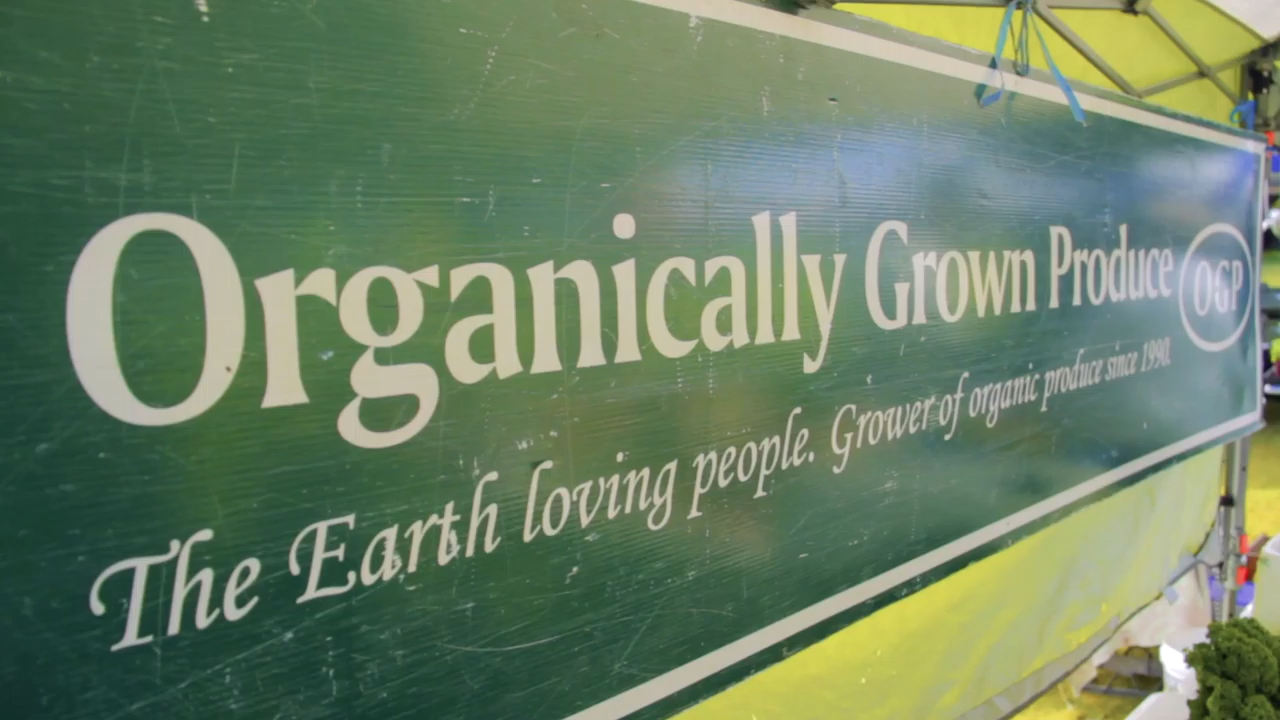 Organically Grown Produce OGP
The Earth loving people. Grower of organic produce since 1990.